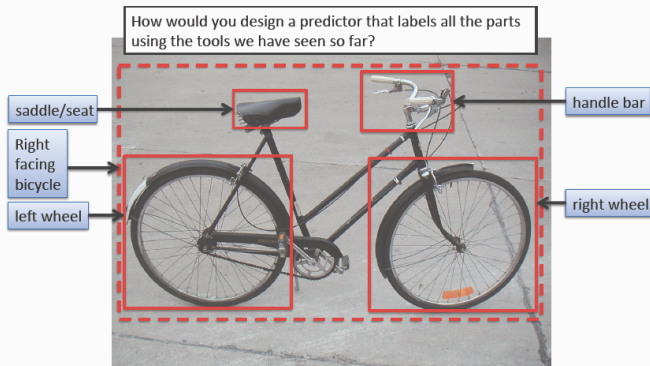 How would you design a predictor that labels all the parts
using the tools we have seen so far?
saddle/seat
handle bar
Right
facing
bicycle
left wheel
right wheel